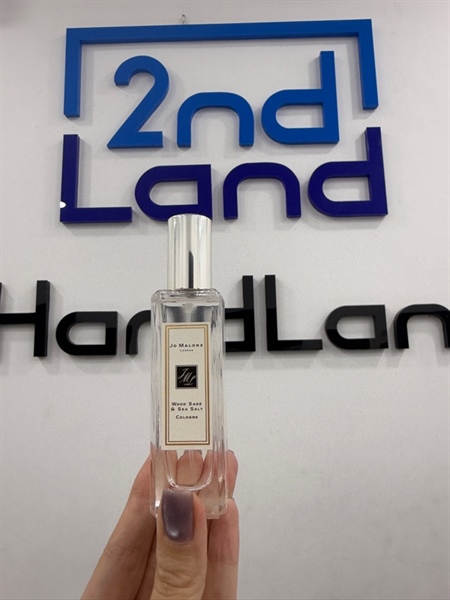 2nd
Land
HandLan
JO MALONE
LONDON
WOOD SAGE
& SEA SALT
COLOGNE